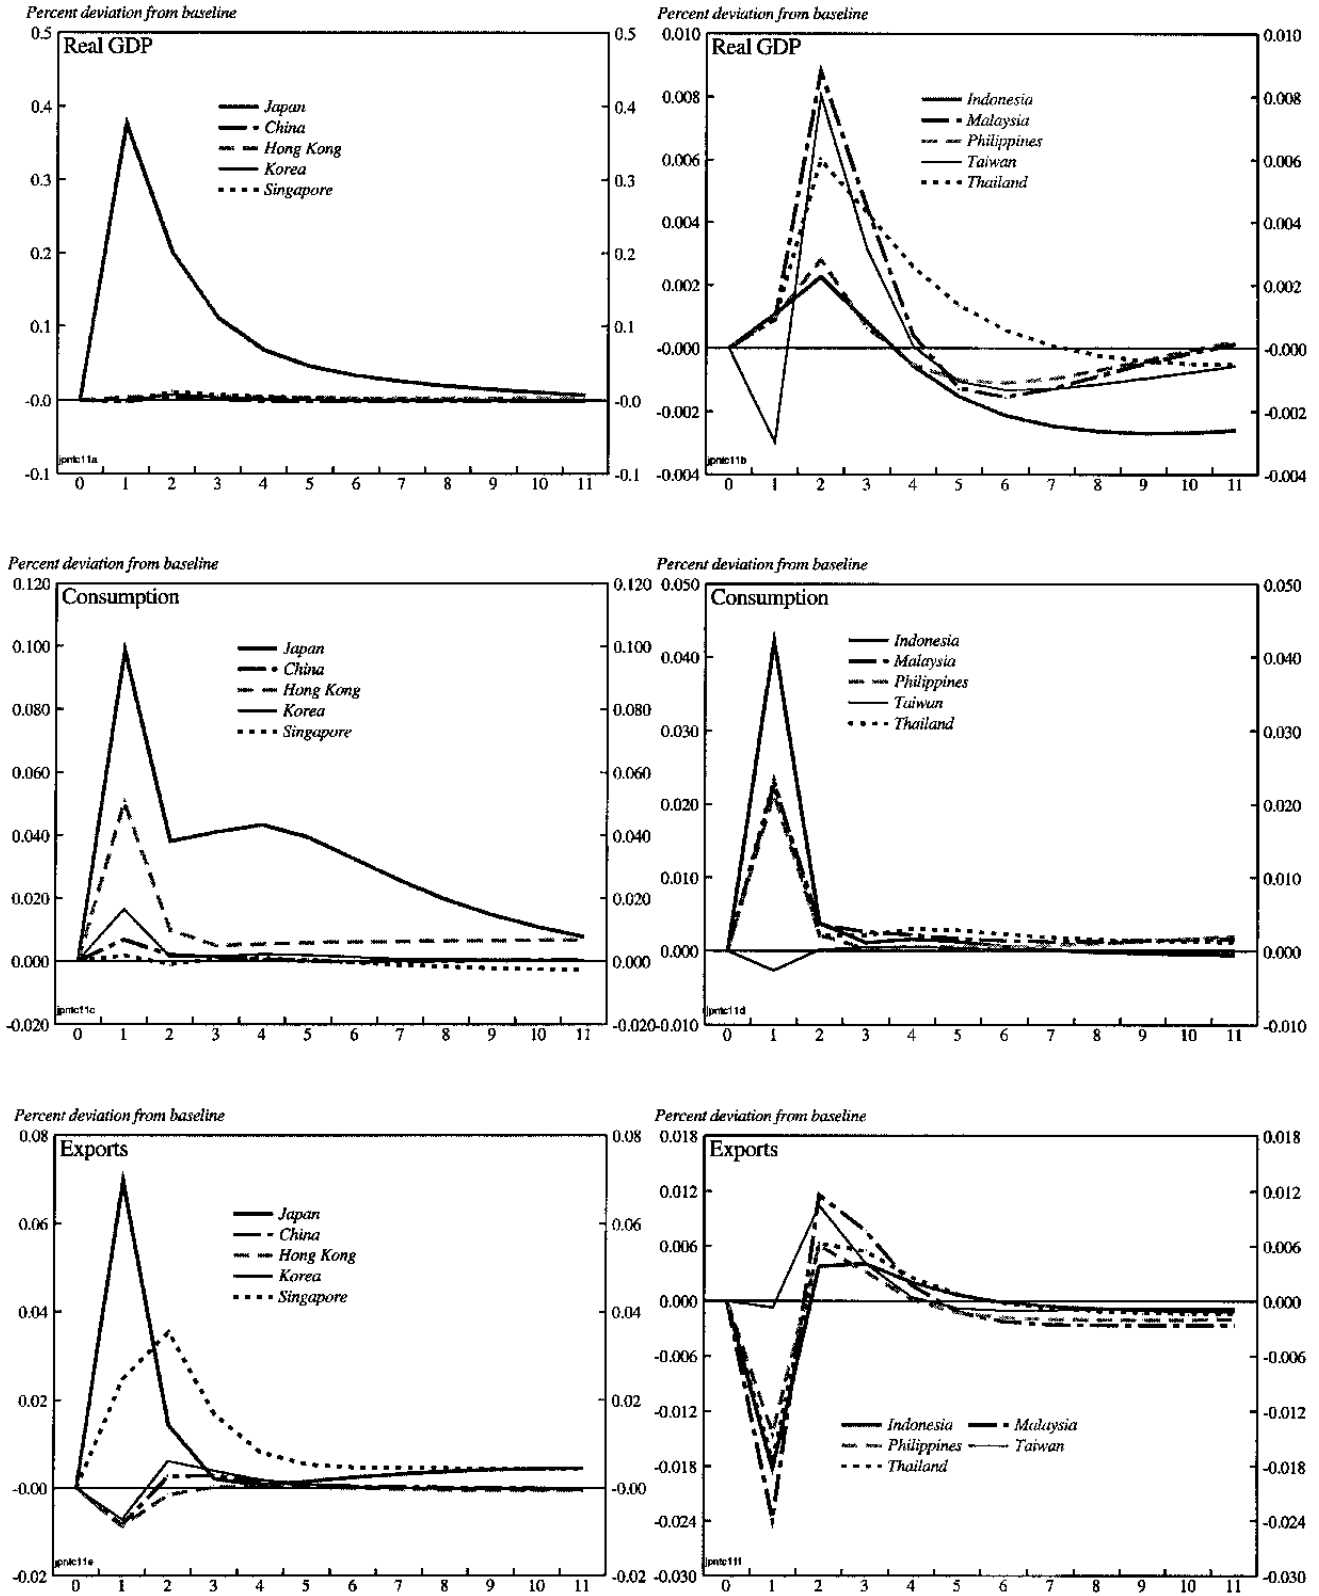 Percent deviation from baseline
Real GDP
0.5
0.4
0.3
0.2
0.1
-0.0
-0.1
0.5
0.4
0.3
0.2
0.1
-0.0
-0.1
Japan
China
Hong Kong
Korea
Singapore
jpntc11a
0 1 2 3 4 5 6 7 8 9 10 11
Percent deviation from baseline
Real GDP
0.010
0.008
0.006
0.004
0.002
-0.000
-0.002
-0.004
0.010
0.008
0.006
0.004
0.002
-0.000
-0.002
-0.004
Indonesia
Malaysia
Philippines
Taiwan
Thailand
jpntc11b
0 1 2 3 4 5 6 7 8 9 10 11
Percent deviation from baseline
Consumption
0.120
0.100
0.080
0.060
0.040
0.020
0.000
-0.020
0.120
0.100
0.080
0.060
0.040
0.020
0.000
-0.020
Japan
China
Hong Kong
Korea
Singapore
jpntc11c
0 1 2 3 4 5 6 7 8 9 10 11
Percent deviation from baseline
Consumption
0.050
0.040
0.030
0.020
0.010
0.000
-0.010
0.050
0.040
0.030
0.020
0.010
0.000
-0.010
Indonesia
Malaysia
Philippines
Taiwan
Thailand
jpntc11d
0 1 2 3 4 5 6 7 8 9 10 11
Percent deviation from baseline
Exports
0.08
0.06
0.04
0.02
-0.00
-0.02
0.08
0.06
0.04
0.02
-0.00
-0.02
Japan
China
Hong Kong
Korea
Singapore
jpntc11e
0 1 2 3 4 5 6 7 8 9 10 11
Percent deviation from baseline
Exports
0.018
0.012
0.006
0.000
-0.006
-0.012
-0.018
-0.024
-0.030
0.018
0.012
0.006
0.000
-0.006
-0.012
-0.018
-0.024
-0.030
Indonesia Malaysia
Philippines Taiwan
Thailand
jpntc11f
0 1 2 3 4 5 6 7 8 9 10 11